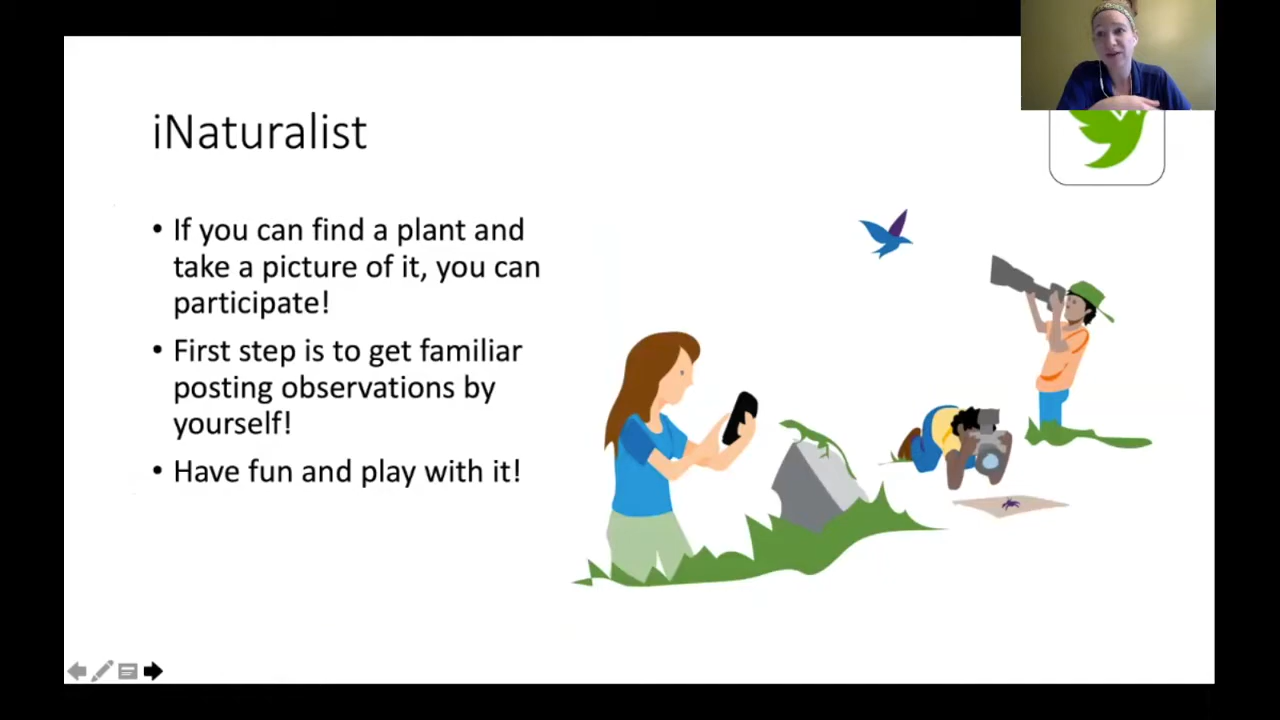 iNaturalist
• If you can find a plant and
take a picture of it, you can
participate!
• First step is to get familiar
posting observations by
yourself!
• Have fun and play with it!